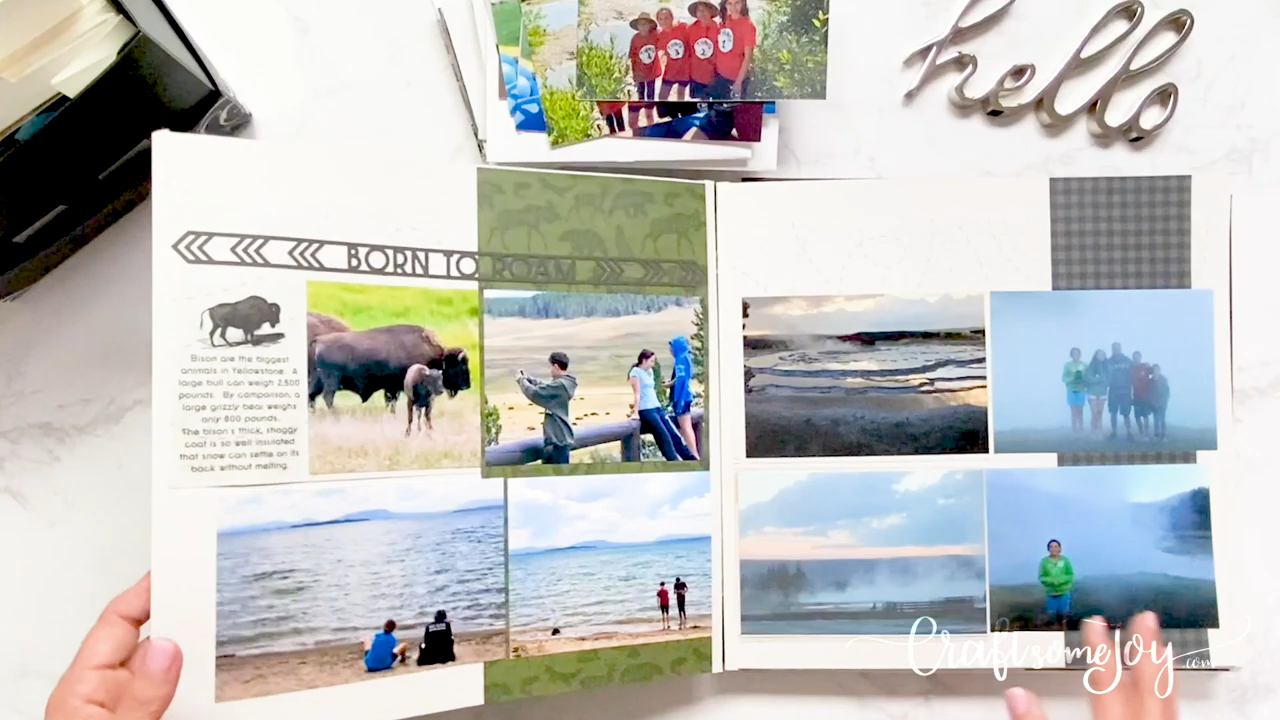 hello
BORN TO ROAM
Bison are the biggest
animals in Yellowstone. A
large bull can weigh 2,500
pounds. By comparison, a
large grizzly bear weighs
only 800 pounds.
The bison's thick, shaggy
coat is so well insulated
that snow can settle on its
back without melting.
Craftsomejoy.com